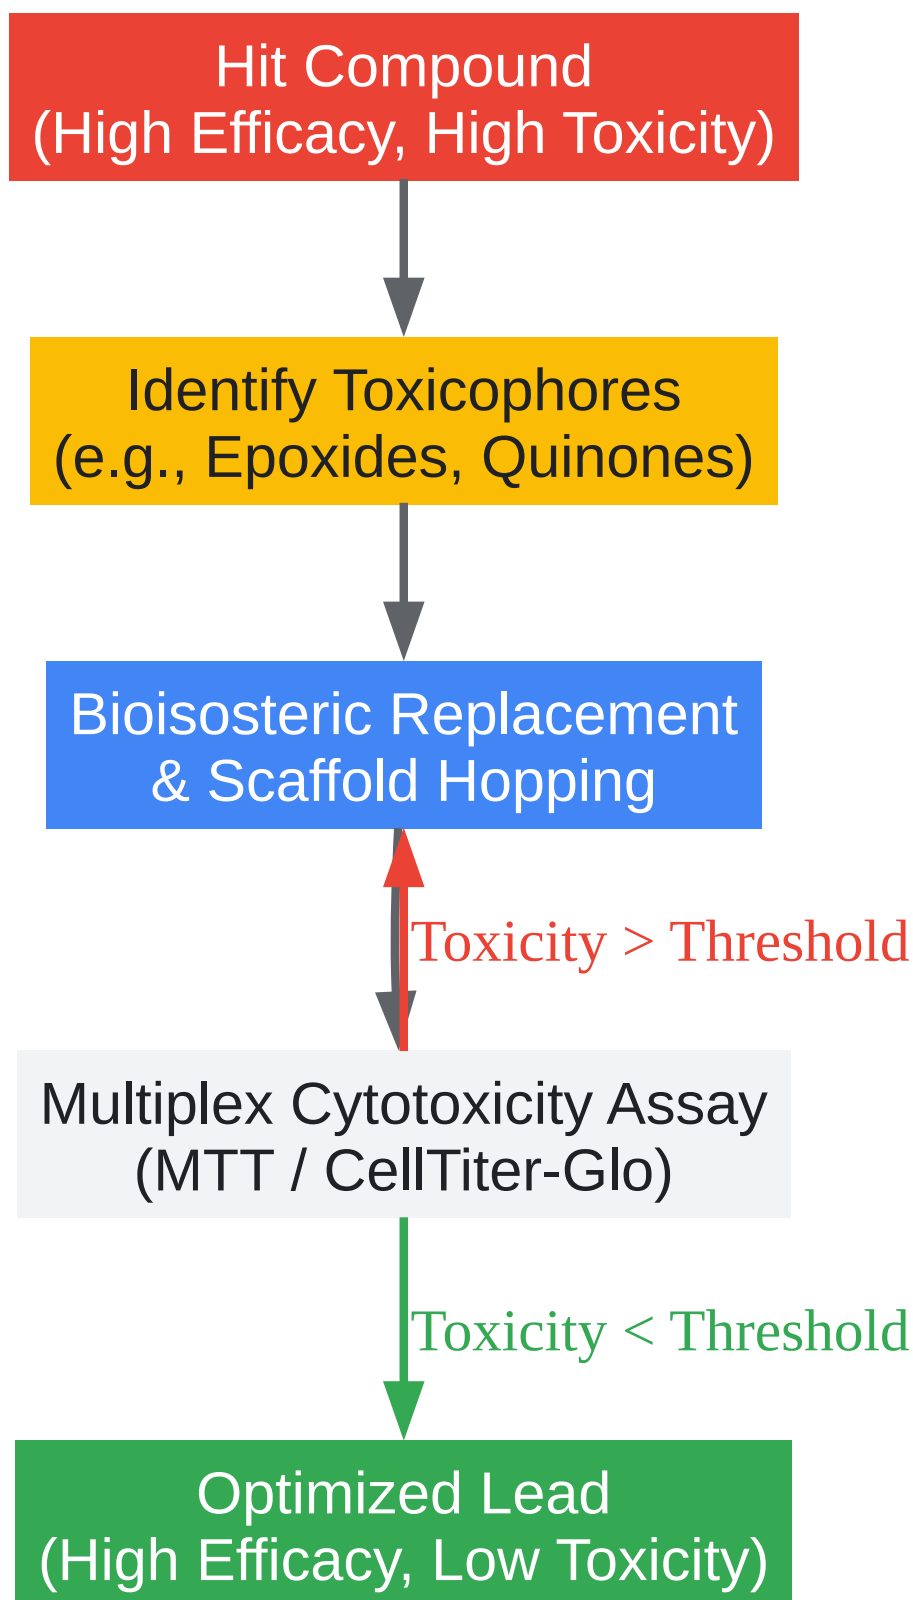 Hit Compound
(High Efficacy, High Toxicity)
Identify Toxicophores
(e.g., Epoxides, Quinones)
Bioisosteric Replacement
& Scaffold Hopping
Toxicity > Threshold
Multiplex Cytotoxicity Assay
(MTT / CellTiter-Glo)
Toxicity < Threshold
Optimized Lead
(High Efficacy, Low Toxicity)